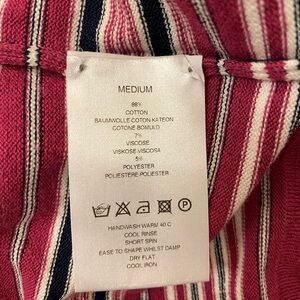 MEDIUM
88%
COTTON
BAUMWOLLE COTON KATOEN
COTONE BOMULD
7%
VISCOSE
VISKOSE VISCOSA
5%
POLYESTER
POLIESTERE POLIESTER
P
HANDWASH WARM 40 C
COOL RINSE
SHORT SPIN
EASE TO SHAPE WHILST DAMP
DRY FLAT
COOL IRON